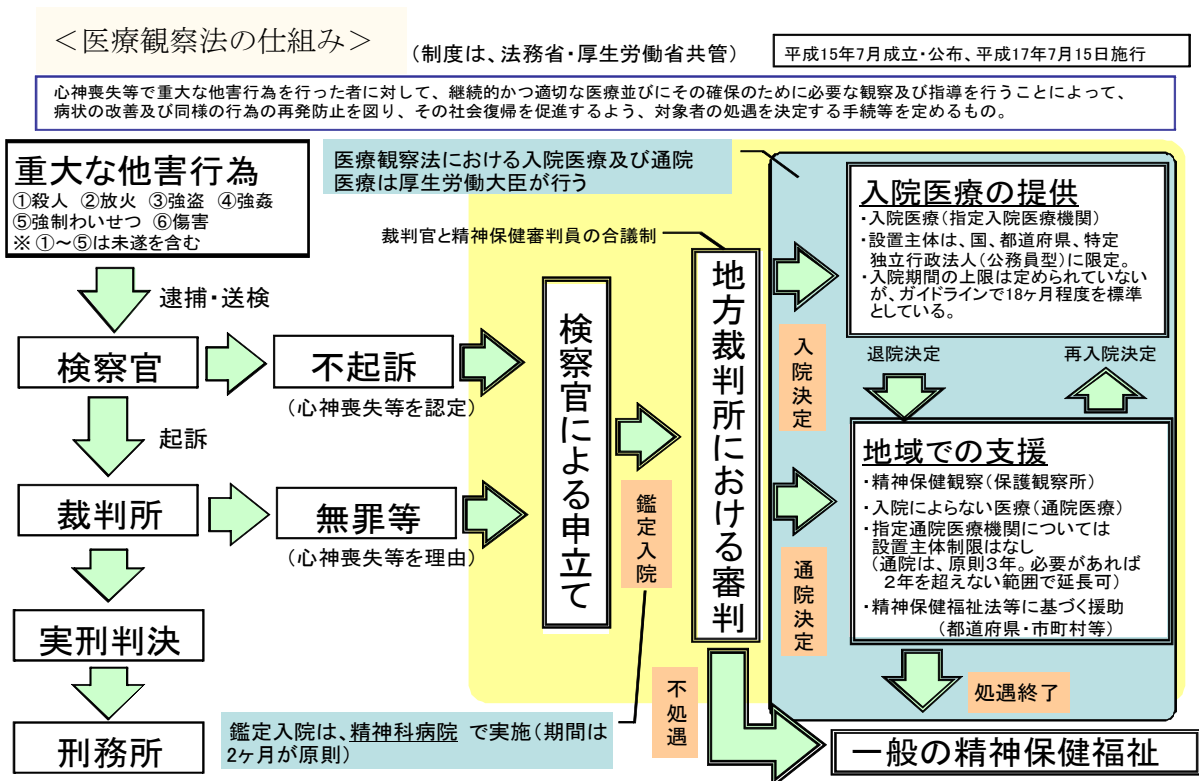 ＜医療観察法の仕組み＞
（制度は、法務省・厚生労働省共管）
平成15年7月成立・公布、平成17年7月15日施行
心神喪失等で重大な他害行為を行った者に対して、継続的かつ適切な医療並びにその確保のために必要な観察及び指導を行うことによって、
病状の改善及び同様の行為の再発防止を図り、その社会復帰を促進するよう、対象者の処遇を決定する手続等を定めるもの。
重大な他害行為
①殺人 ②放火 ③強盗 ④強姦
⑤強制わいせつ ⑥傷害
※ ①～⑤は未遂を含む
逮捕・送検
検察官
起訴
裁判所
実刑判決
刑務所
不起訴
（心神喪失等を認定）
無罪等
（心神喪失等を理由）
医療観察法における入院医療及び通院
医療は厚生労働大臣が行う
裁判官と精神保健審判員の合議制
検察官による申立て
鑑定入院
鑑定入院は、精神科病院 で実施（期間は
2ヶ月が原則）
地方裁判所における審判
入院決定
通院決定
不処遇
入院医療の提供
・入院医療（指定入院医療機関）
・設置主体は、国、都道府県、特定
独立行政法人（公務員型）に限定。
・入院期間の上限は定められていない
が、ガイドラインで18ヶ月程度を標準
としている。
退院決定
再入院決定
地域での支援
・精神保健観察（保護観察所）
・入院によらない医療（通院医療）
・指定通院医療機関については
設置主体制限はなし
（通院は、原則３年。必要があれば
２年を超えない範囲で延長可）
・精神保健福祉法等に基づく援助
（都道府県・市町村等）
処遇終了
一般の精神保健福祉